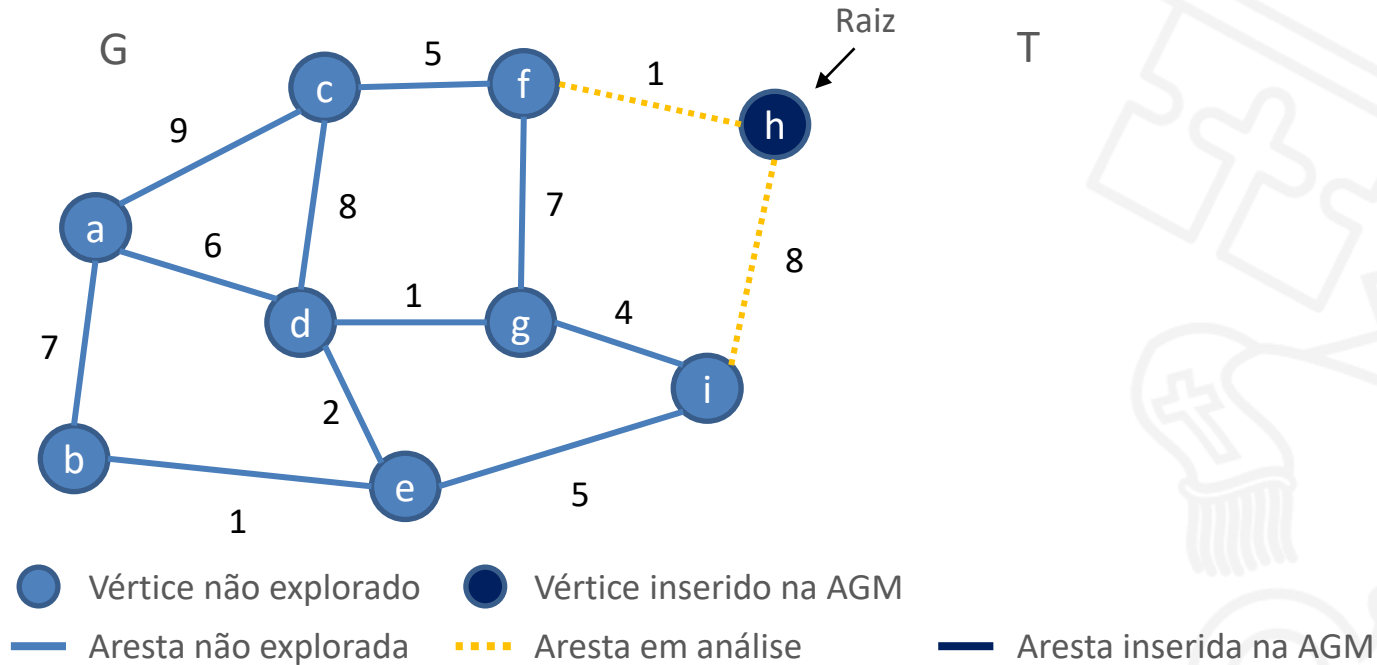 Raiz
G
T
5
1
c
f
h
9
8
7
a
6
8
1
4
d
g
7
i
2
b
e
5
1
Vértice não explorado
Vértice inserido na AGM
Aresta não explorada
Aresta em análise
Aresta inserida na AGM